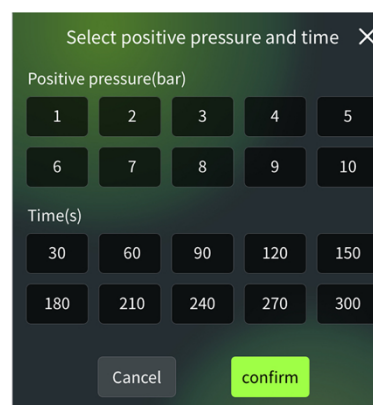 Select positive pressure and time
Positive pressure(bar)
1 2 3 4 5
6 7 8 9 10
Time(s)
30 60 90 120 150
180 210 240 270 300
Cancel confirm